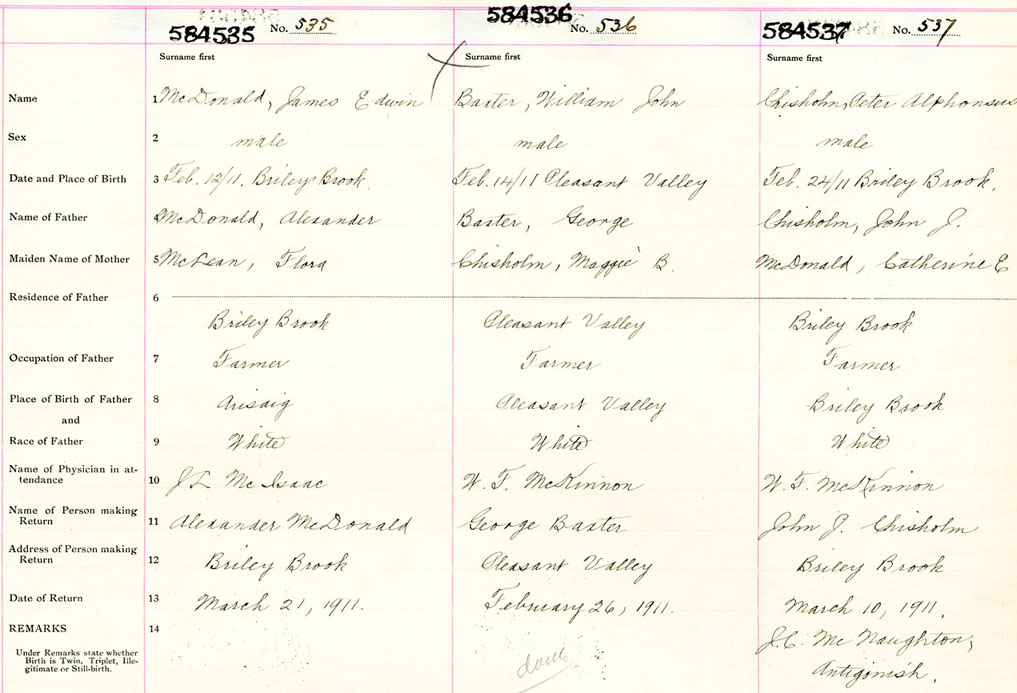 584535 No. 535
584536 No. 536
584537 No. 537
Surname first Surname first Surname first
Name 1 McDonald, James Edwin Baxter, William John Chisholm, Peter Alphonsus
Sex 2 male male male
Date and Place of Birth 3 Feb. 12/11. Briley Brook. Feb. 14/11 Pleasant Valley Feb. 24/11 Briley Brook.
Name of Father 4 McDonald, Alexander Baxter, George Chisholm, John J.
Maiden Name of Mother 5 McLean, Flora Chisholm, Maggie B. McDonald, Catherine E
Residence of Father 6
Briley Brook Pleasant Valley Briley Brook
Occupation of Father 7 Farmer Farmer Farmer
Place of Birth of Father 8 Arisaig Pleasant Valley Briley Brook
and
Race of Father 9 White White White
Name of Physician in at-
tendance 10 J L McIsaac W. F. McKinnon W. F. McKinnon
Name of Person making
Return 11 Alexander McDonald George Baxter John J. Chisholm
Address of Person making
Return 12 Briley Brook Pleasant Valley Briley Brook
Date of Return 13 March 21, 1911. February 26, 1911. March 10, 1911.
REMARKS 14 J.C. McNaughton,
Antigonish.
Under Remarks state whether
Birth is Twin, Triplet, Ille-
gitimate or Still-birth.